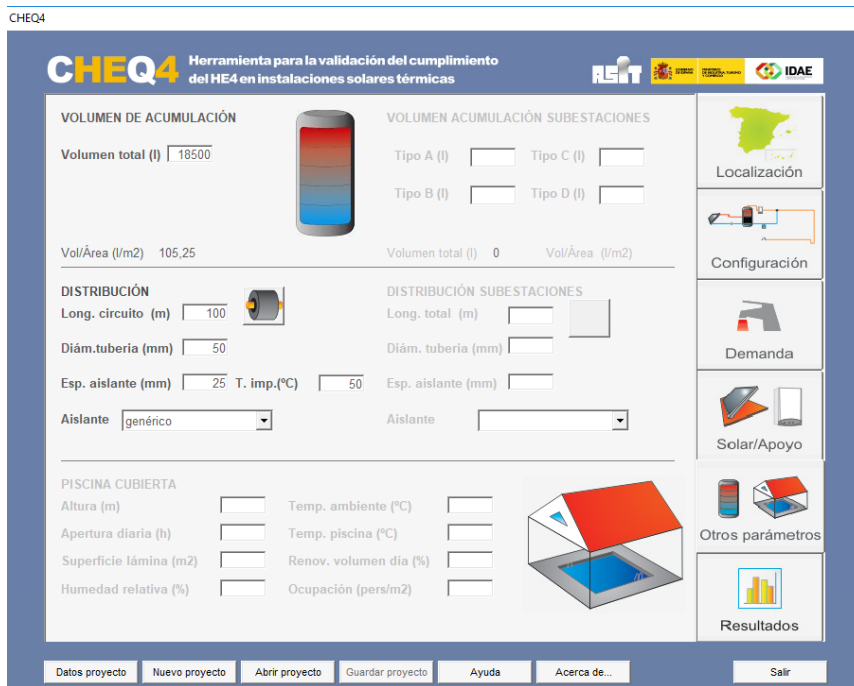 CHEQ4
CHEQ4
Herramienta para la validación del cumplimiento
del HE4 en instalaciones solares térmicas
IDAE
VOLUMEN DE ACUMULACIÓN
Volumen total (l) 18500
Vol/Área (l/m2) 105,25
VOLUMEN ACUMULACIÓN SUBESTACIONES
Tipo A (l) Tipo C (l)
Tipo B (l) Tipo D (l)
Volumen total (l) 0 Vol/Área (l/m2)
DISTRIBUCIÓN
Long. circuito (m) 100
Diám.tuberia (mm) 50
Esp. aislante (mm) 25 T. imp.(ºC) 50
Aislante genérico
DISTRIBUCIÓN SUBESTACIONES
Long. total (m)
Diám. tuberia (mm)
Esp. aislante (mm)
Aislante
PISCINA CUBIERTA
Altura (m) Temp. ambiente (ºC)
Apertura diaria (h) Temp. piscina (ºC)
Superficie lámina (m2) Renov. volumen día (%)
Humedad relativa (%) Ocupación (pers/m2)
Localización
Configuración
Demanda
Solar/Apoyo
Otros parámetros
Resultados
Datos proyecto Nuevo proyecto Abrir proyecto Guardar proyecto Ayuda Acerca de... Salir